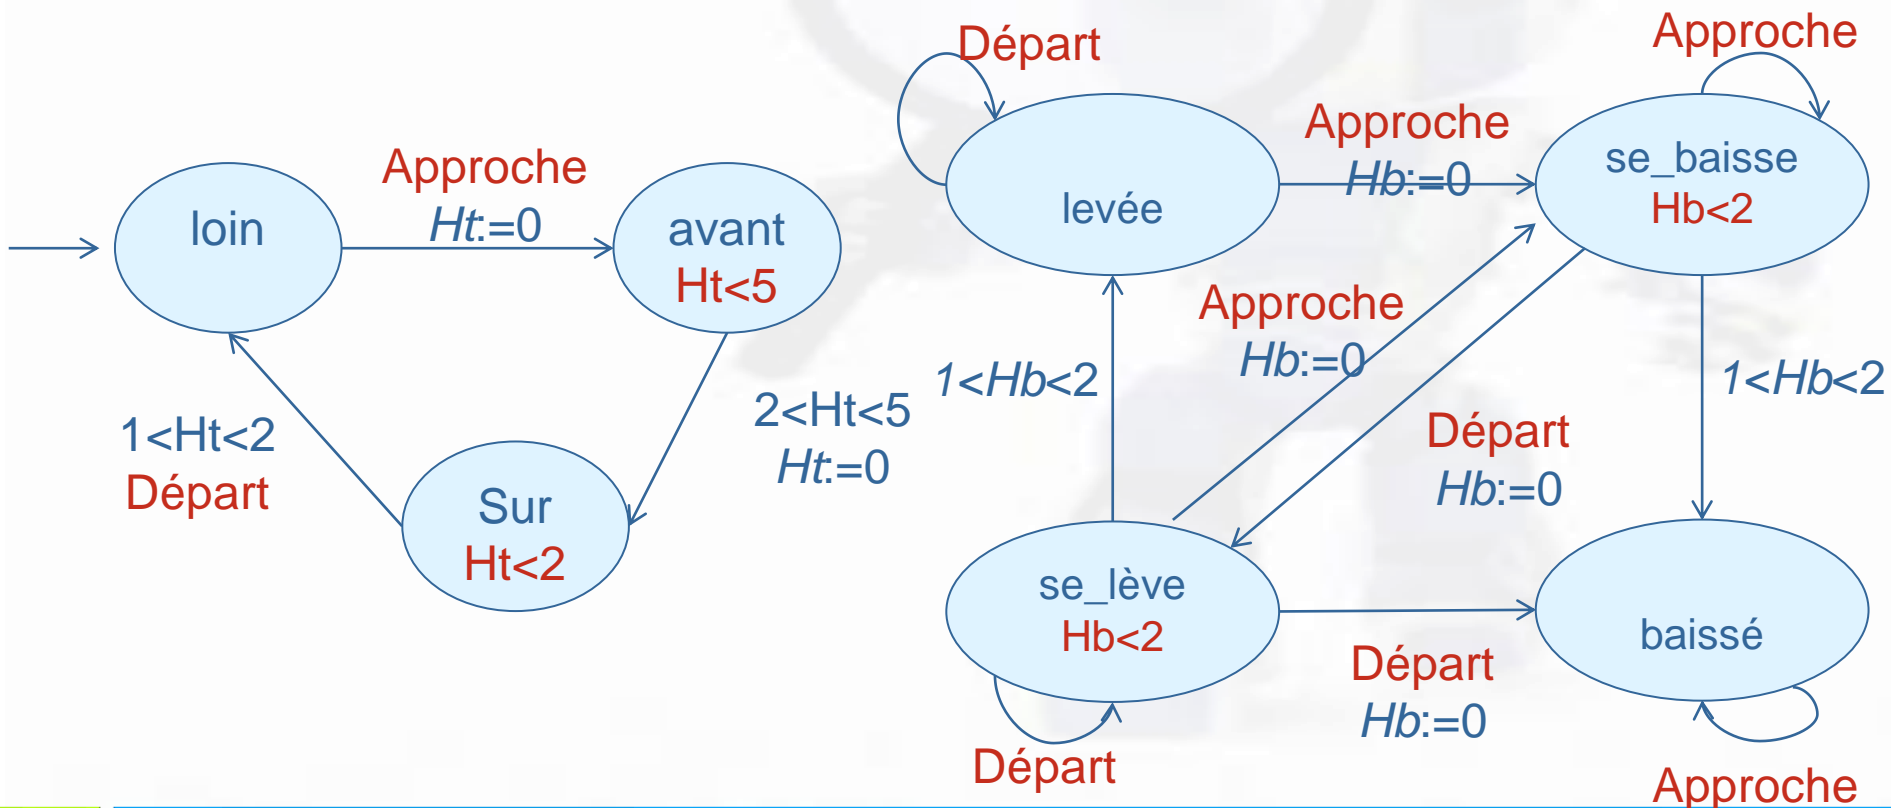 loin
Approche
Ht:=0
avant
Ht<5
2<Ht<5
Ht:=0
Sur
Ht<2
1<Ht<2
Départ
Départ
levée
Approche
Hb:=0
Approche
se_baisse
Hb<2
1<Hb<2
Approche
Hb:=0
Départ
Hb:=0
1<Hb<2
se_lève
Hb<2
Départ
Départ
Hb:=0
baissé
Approche